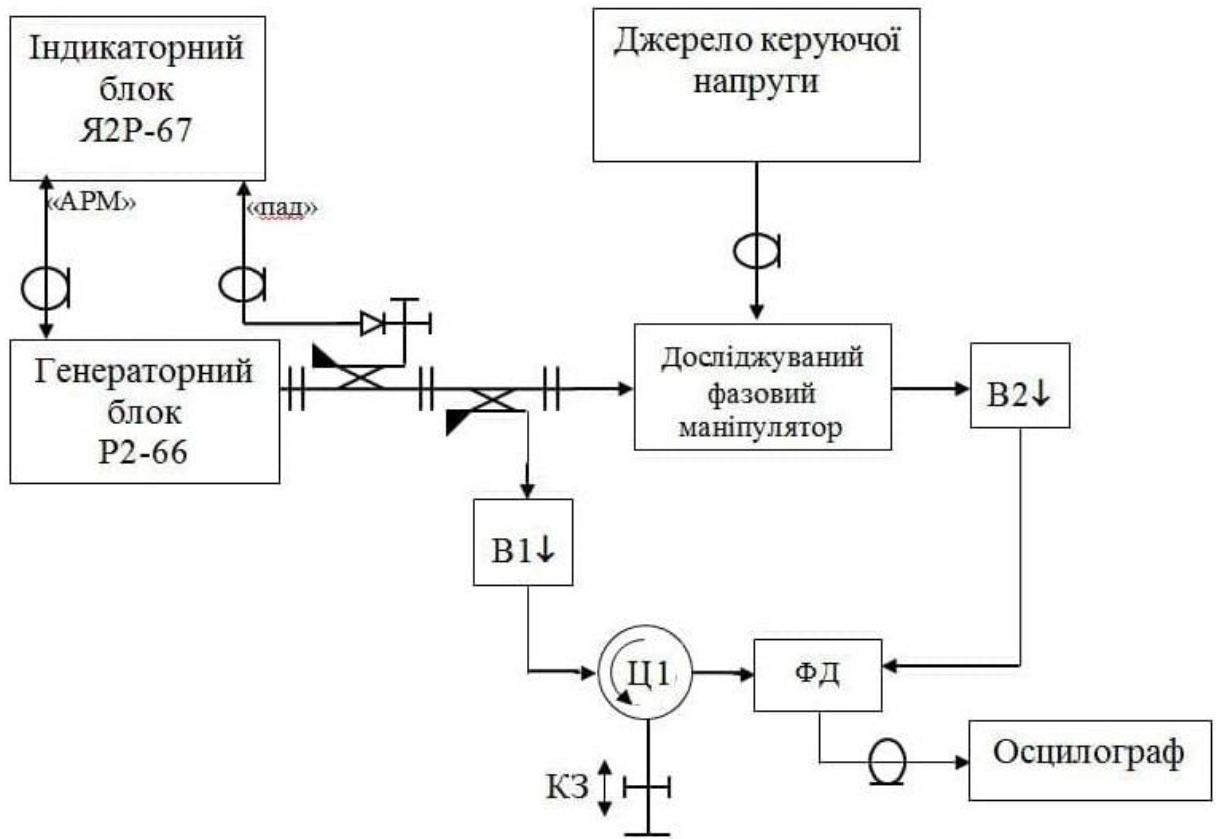 Індикаторний
блок
Я2Р-67
Джерело керуючої
напруги
«АРМ»
«пад»
Генераторний
блок
Р2-66
Досліджуваний
фазовий
маніпулятор
В2↓
В1↓
Ц1
ФД
КЗ
Осцилограф